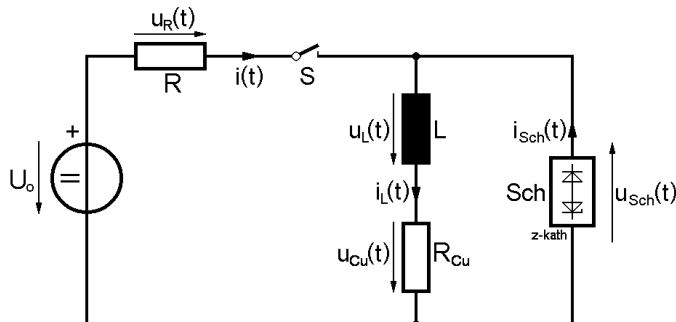 u_R(t)
R
i(t)
S
+
U_o
=
u_L(t)
L
i_L(t)
u_Cu(t)
R_Cu
i_Sch(t)
Sch
u_Sch(t)
z-kath